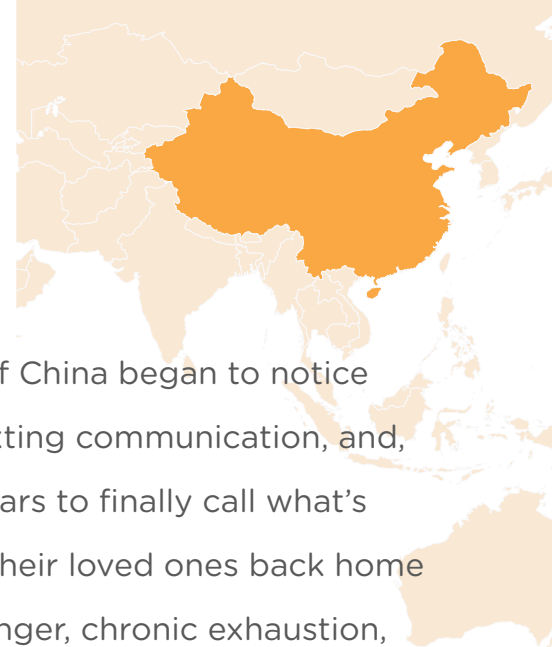 f China began to notice
tting communication, and,
ars to finally call what’s
heir loved ones back home
nger, chronic exhaustion,